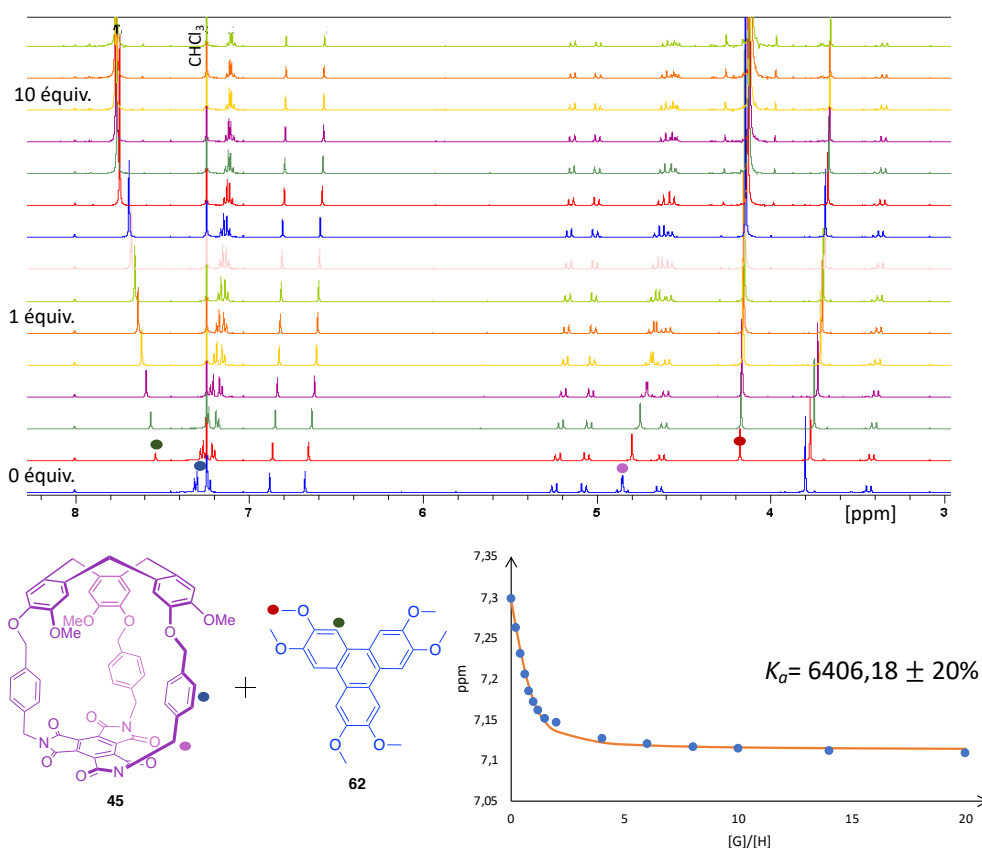 CHCl3
10 équiv.
1 équiv.
0 équiv.
8
7
6
5
4
[ppm]
3
O
OMe
MeO
O
O
OMe
O
N
O
O
N
O
O
O
O
N
45
+
O
O
O
O
O
O
62
7,35
7,3
7,25
7,2
7,15
7,1
7,05
ppm
Ka= 6406,18 ± 20%
0
5
10
15
20
[G]/[H]